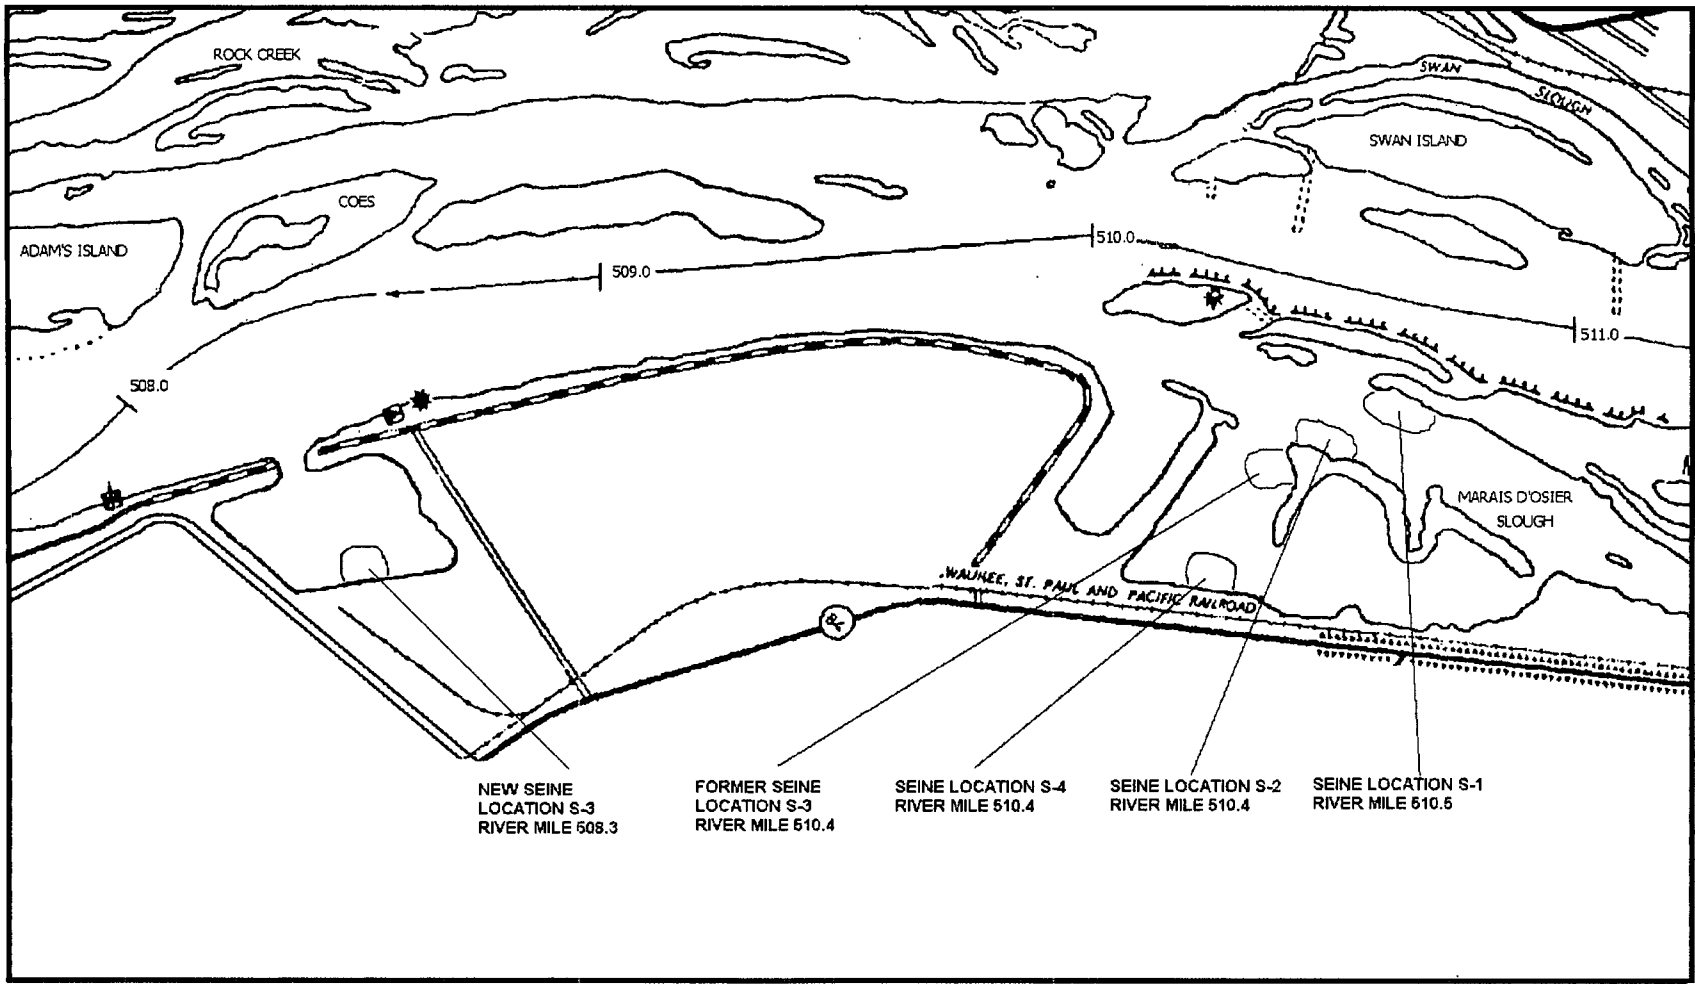 ROCK CREEK
SWAN
SLOUGH
SWAN ISLAND
COES
ADAM'S ISLAND
510.0
509.0
511.0
508.0
MARAIS D'OSIER
SLOUGH
WAUKEE, ST. PAUL AND PACIFIC RAILROAD
NEW SEINE
LOCATION S-3
RIVER MILE 508.3
FORMER SEINE
LOCATION S-3
RIVER MILE 510.4
SEINE LOCATION S-4
RIVER MILE 510.4
SEINE LOCATION S-2
RIVER MILE 510.4
SEINE LOCATION S-1
RIVER MILE 510.5